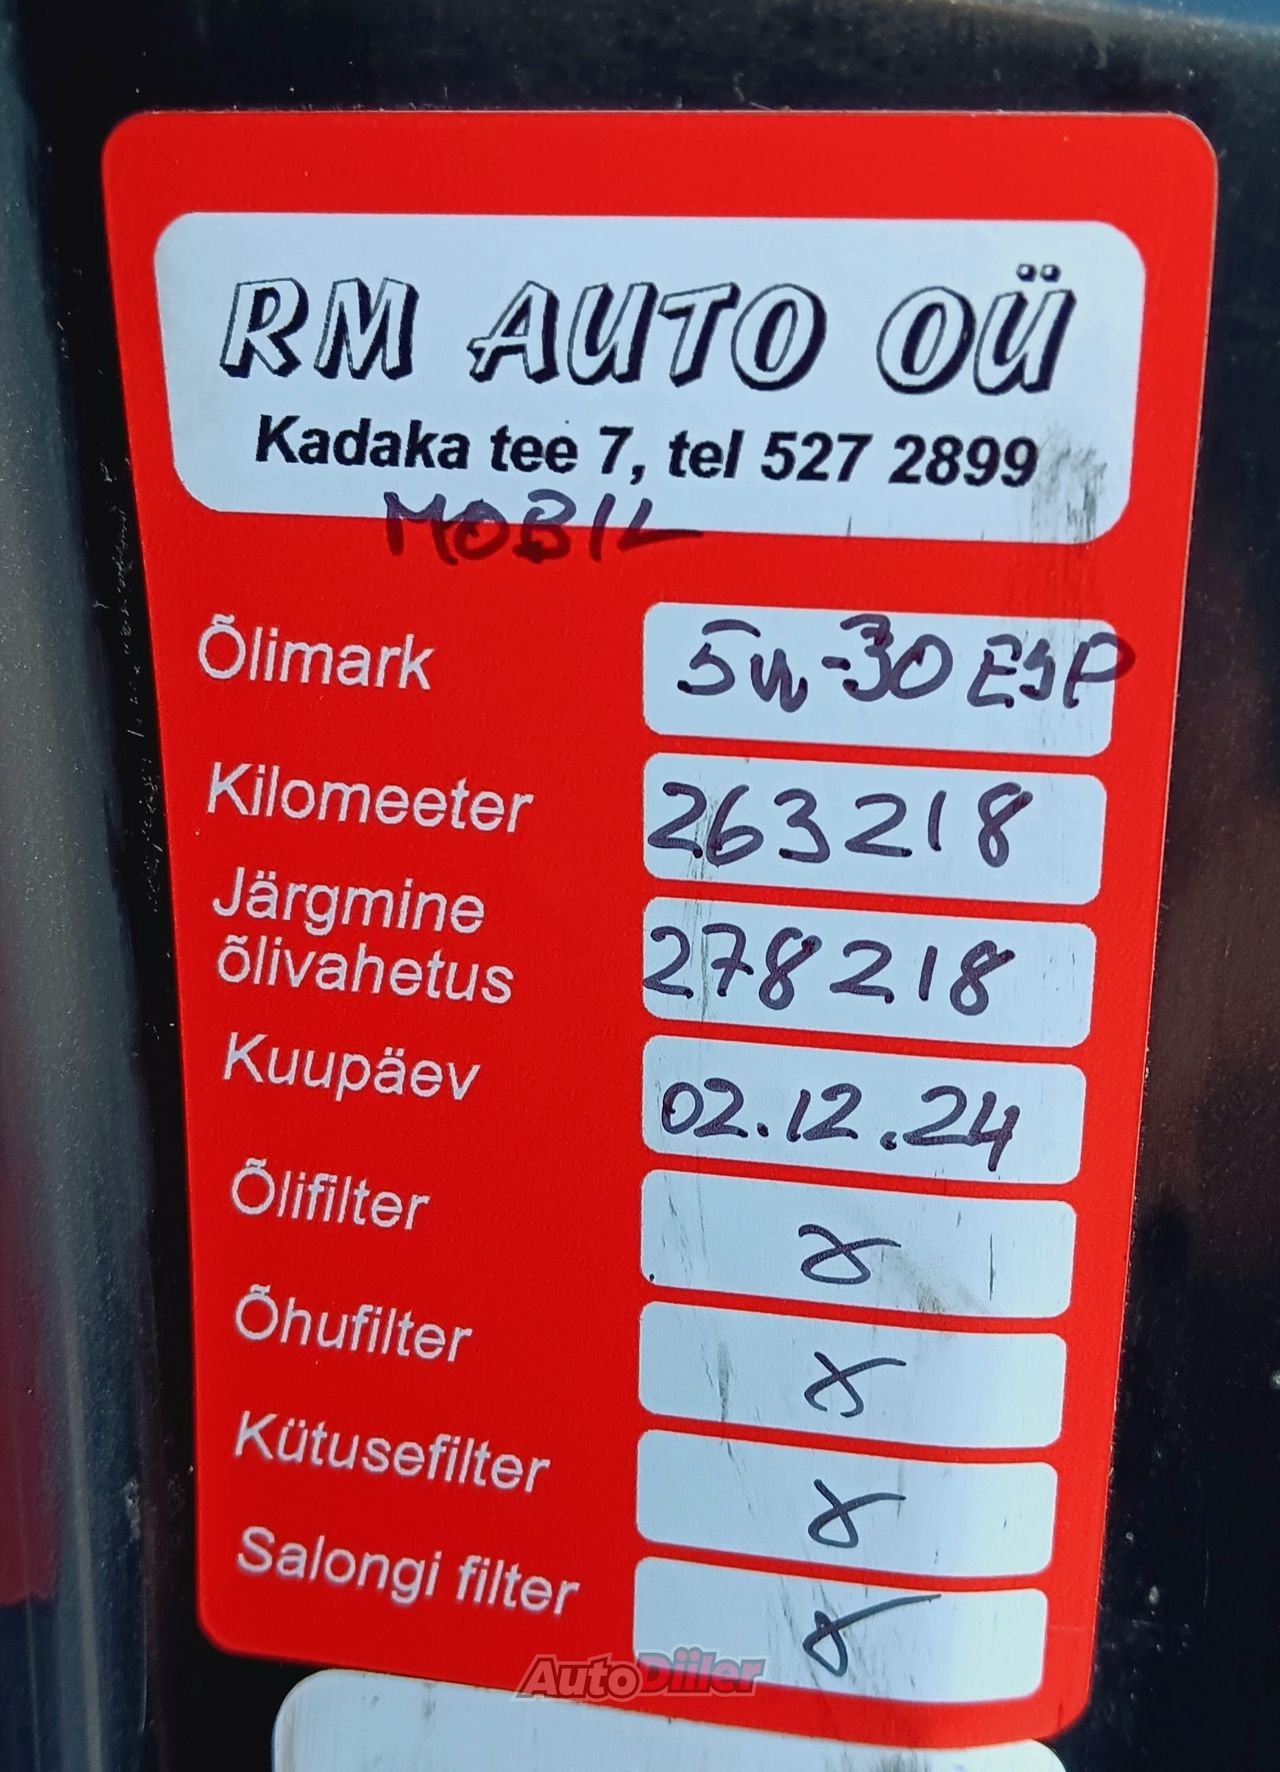 RM AUTO OÜ
Kadaka tee 7, tel 527 2899
MOBIL
Õlimark 5w-30 ESP
Kilomeeter 263218
Järgmine
õlivahetus 278218
Kuupäev 02.12.24
Õlifilter x
Õhufilter x
Kütusefilter x
Salongi filter x
AutoDiiler